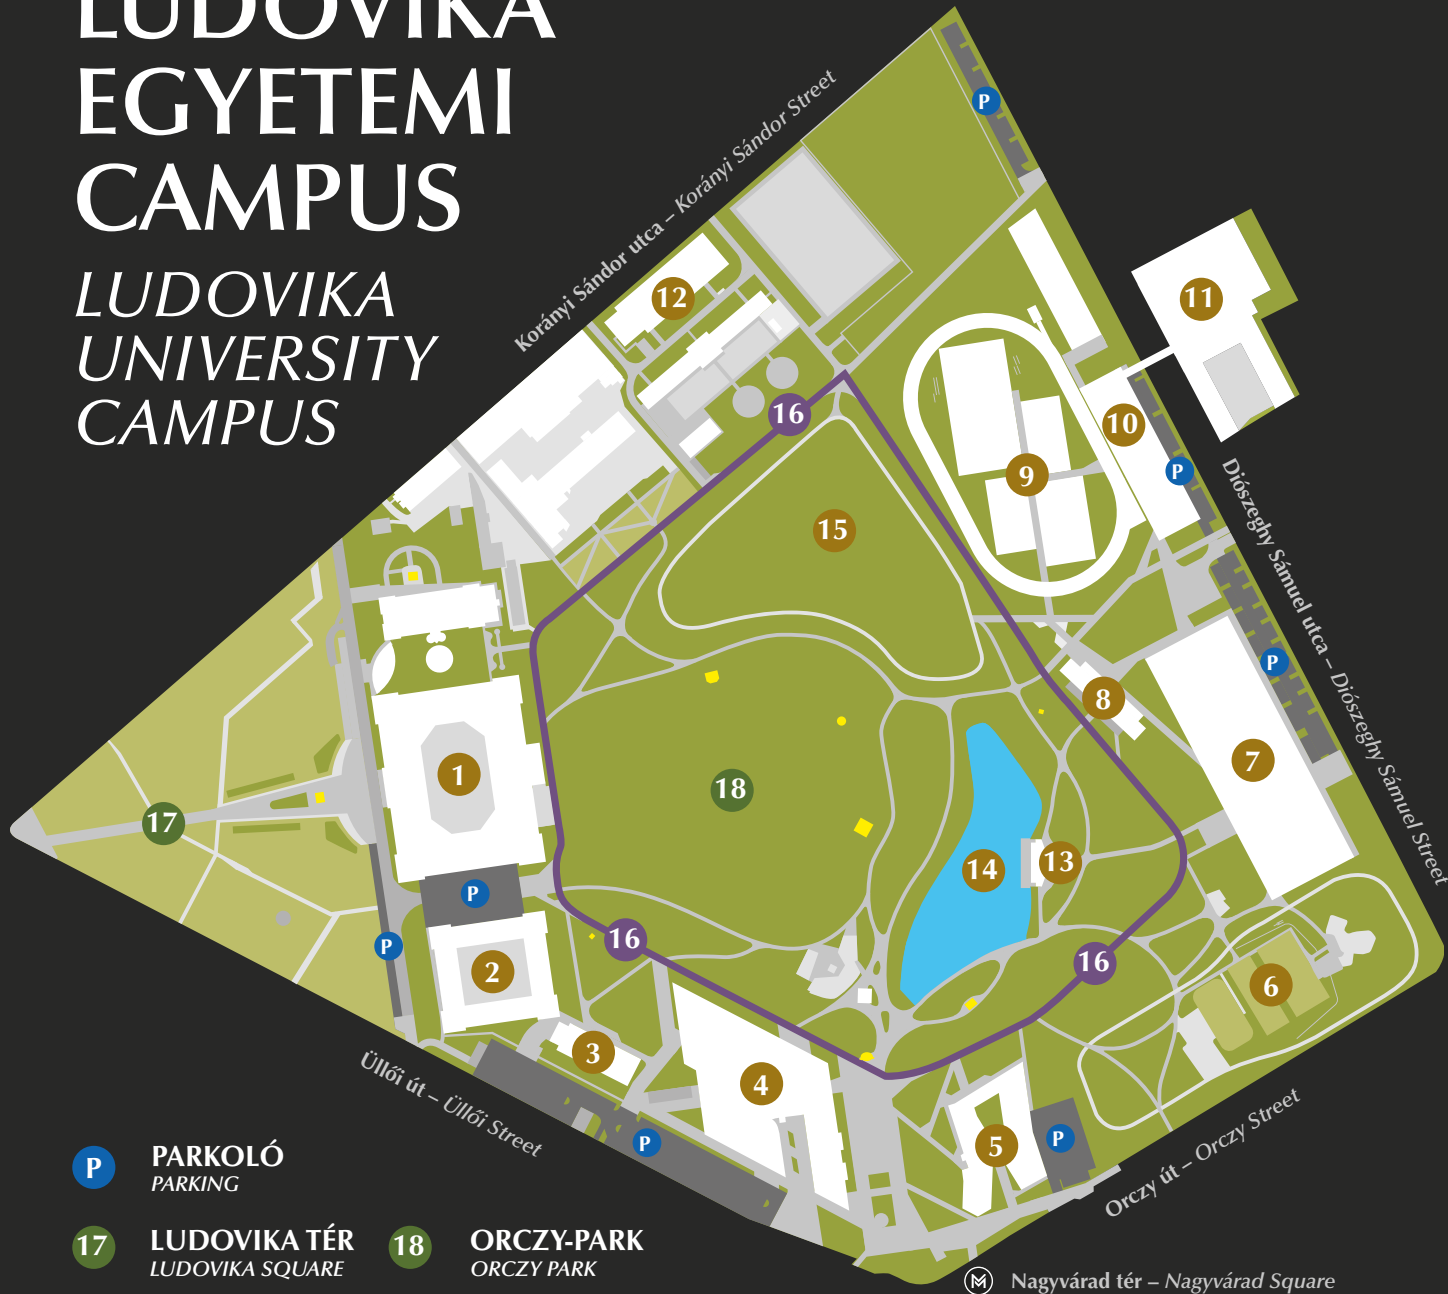 LUDOVIKA
EGYETEMI
CAMPUS
LUDOVIKA
UNIVERSITY
CAMPUS
Korányi Sándor utca – Korányi Sándor Street
P
12
11
16
10
9
P
15
Diószeghy Sámuel utca – Diószeghy Sámuel Street
P
8
7
1
18
17
14
13
P
16
P
2
16
6
3
4
5
P
P
Üllői út – Üllői Street
Orczy út – Orczy Street
P PARKOLÓ
PARKING
17 LUDOVIKA TÉR
LUDOVIKA SQUARE
18 ORCZY-PARK
ORCZY PARK
M Nagyvárad tér – Nagyvárad Square